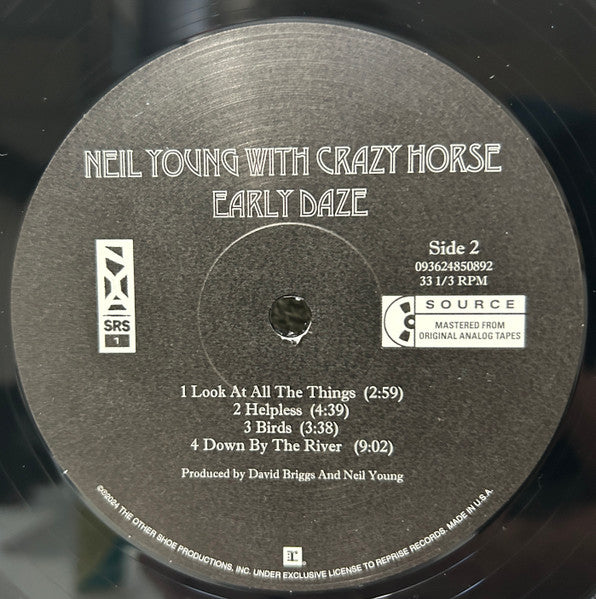 NEIL YOUNG WITH CRAZY HORSE
EARLY DAZE
NYA
SRS
1
Side 2
093624850892
33 1/3 RPM
SOURCE
MASTERED FROM
ORIGINAL ANALOG TAPES
1 Look At All The Things (2:59)
2 Helpless (4:39)
3 Birds (3:38)
4 Down By The River (9:02)
Produced by David Briggs And Neil Young
r
®
©℗2024 THE OTHER SHOE PRODUCTIONS, INC. UNDER EXCLUSIVE LICENSE TO REPRISE RECORDS. MADE IN U.S.A.